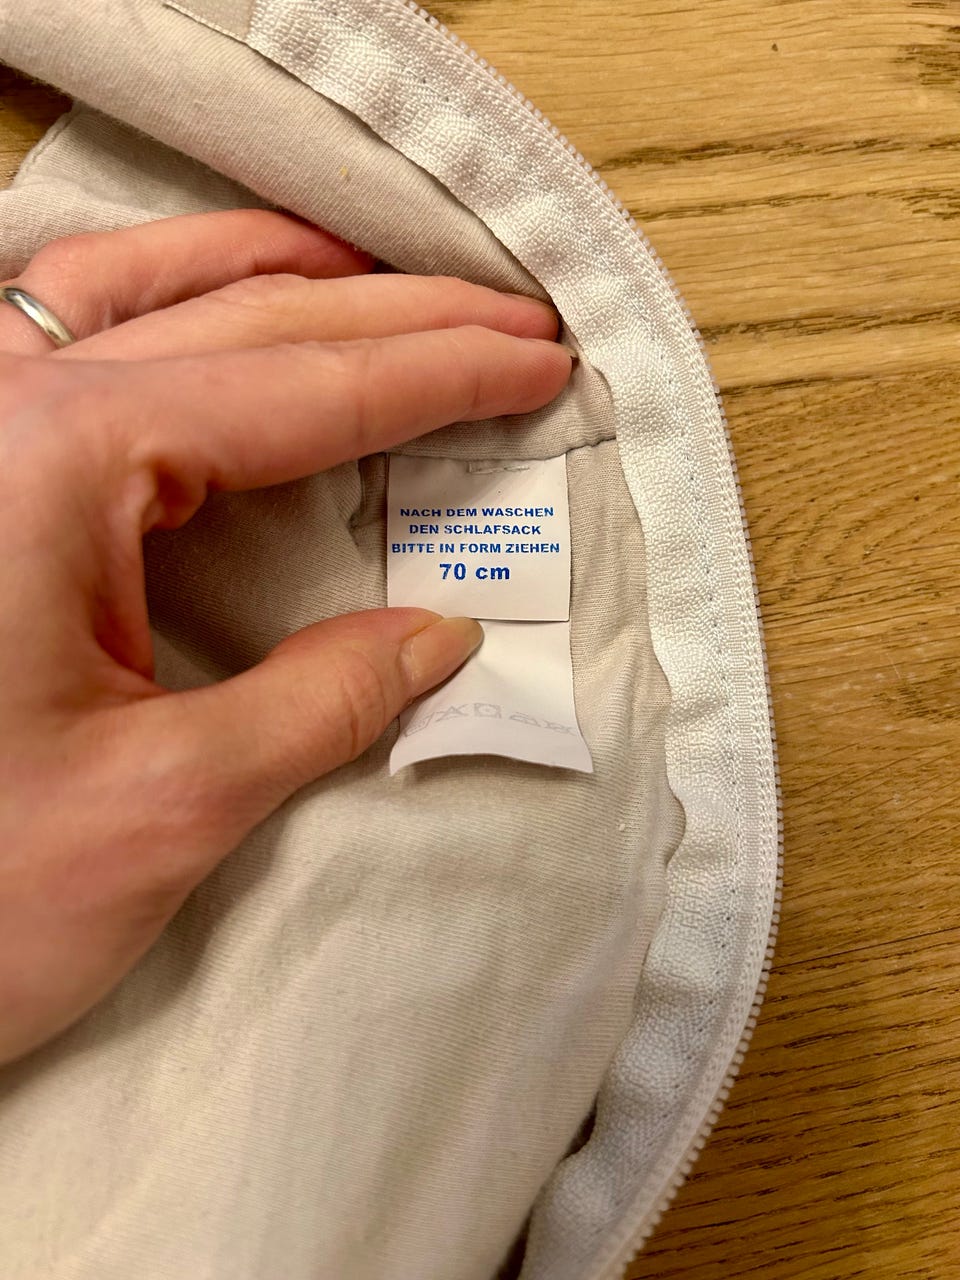 NACH DEM WASCHEN
DEN SCHLAFSACK
BITTE IN FORM ZIEHEN
70 cm